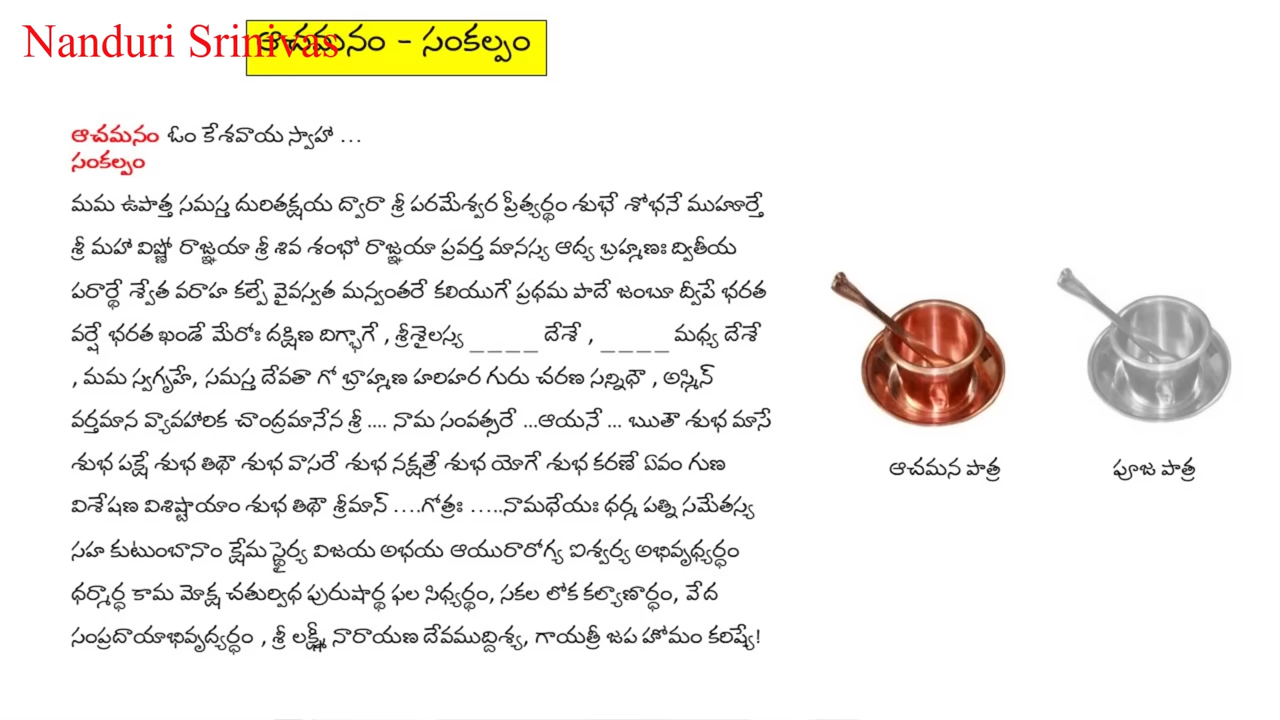 Nanduri Srinivas
ఆచమనం – సంకల్పం
ఆచమనం ఓం కేశవాయ స్వాహా ...
సంకల్పం
మమ ఉపాత్త సమస్త దురితక్షయ ద్వారా శ్రీ పరమేశ్వర ప్రీత్యర్థం శుభే శోభనే ముహూర్తే
శ్రీ మహా విష్ణో రాజ్ఞయా శ్రీ శివ శంభో రాజ్ఞయా ప్రవర్త మానస్య ఆద్య బ్రహ్మణః ద్వితీయ
పరార్థే శ్వేత వరాహ కల్పే వైవస్వత మన్వంతరే కలియుగే ప్రధమ పాదే జంబూ ద్వీపే భరత
వర్షే భరత ఖండే మేరోః దక్షిణ దిగ్భాగే , శ్రీశైలస్య ____ దేశే , ____ మధ్య దేశే
, మమ స్వగృహే, సమస్త దేవతా గో బ్రాహ్మణ హరిహర గురు చరణ సన్నిధౌ , అస్మిన్
వర్తమాన వ్యావహారిక చాంద్రమానేన శ్రీ .... నామ సంవత్సరే ...ఆయనే ... ఋతౌ శుభ మాసే
శుభ పక్షే శుభ తిథౌ శుభ వాసరే శుభ నక్షత్రే శుభ యోగే శుభ కరణే ఏవం గుణ
విశేషణ విశిష్టాయాం శుభ తిథౌ శ్రీమాన్ ....గోత్రః .....నామధేయః ధర్మ పత్ని సమేతస్య
సహ కుటుంబానాం క్షేమ స్థైర్య విజయ అభయ ఆయురారోగ్య ఐశ్వర్య అభివృధ్యర్ధం
ధర్మార్ధ కామ మోక్ష చతుర్విధ పురుషార్థ ఫల సిధ్యర్థం, సకల లోక కల్యాణార్ధం, వేద
సంప్రదాయాభివృద్యర్ధం , శ్రీ లక్ష్మీ నారాయణ దేవముద్దిశ్య, గాయత్రీ జప హోమం కరిష్యే!
ఆచమన పాత్ర
పూజ పాత్ర